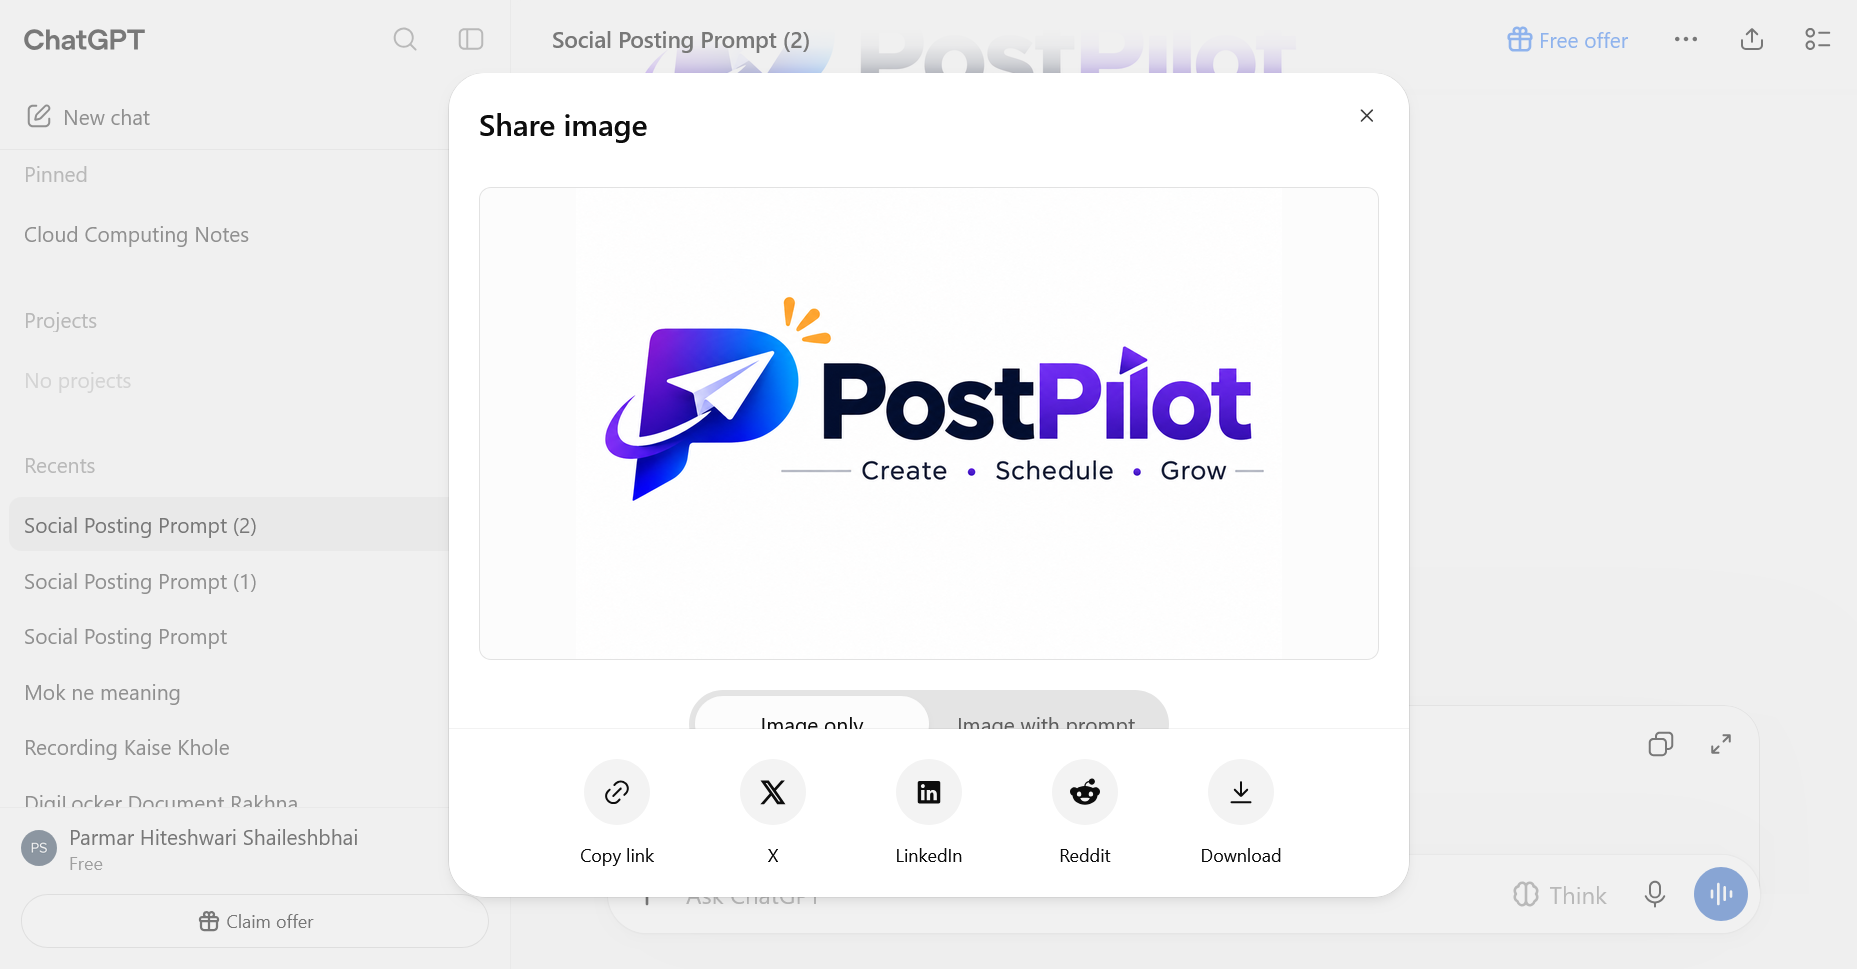 ChatGPT
New chat
Pinned
Cloud Computing Notes
Projects
No projects
Recents
Social Posting Prompt (2)
Social Posting Prompt (1)
Social Posting Prompt
Mok ne meaning
Recording Kaise Khole
DigiLocker Document Rakhna
PS
Parmar Hiteshwari Shaileshbhai
Free
Claim offer
Social Posting Prompt (2)
Free offer
PostPilot
Share image
PostPilot
Create • Schedule • Grow
Image only
Image with prompt
Copy link
X
LinkedIn
Reddit
Download
Ask ChatGPT
Think